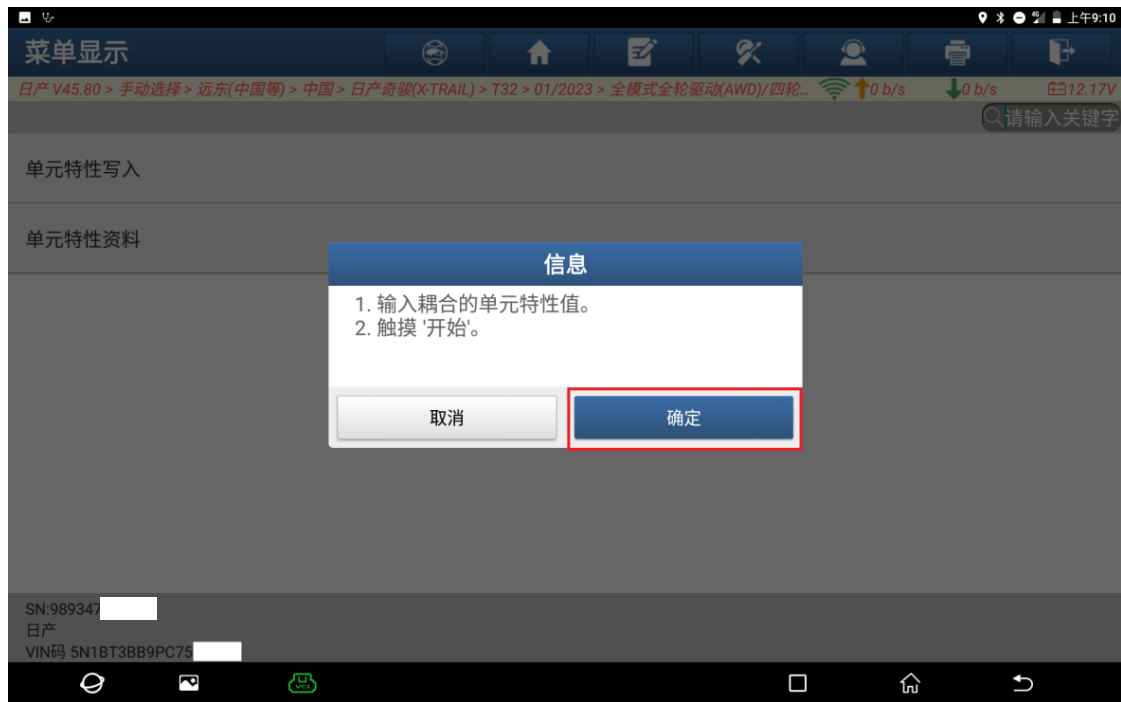 上午9:10
菜单显示
日产 V45.80 > 手动选择 > 远东(中国等) > 中国 > 日产奇骏(X-TRAIL) > T32 > 01/2023 > 全模式全轮驱动(AWD)/四轮... 0 b/s 0 b/s 12.17V
请输入关键字
单元特性写入
单元特性资料
信息
1. 输入耦合的单元特性值。
2. 触摸 '开始'。
取消 确定
SN:989347
日产
VIN码 5N1BT3BB9PC75
VCI